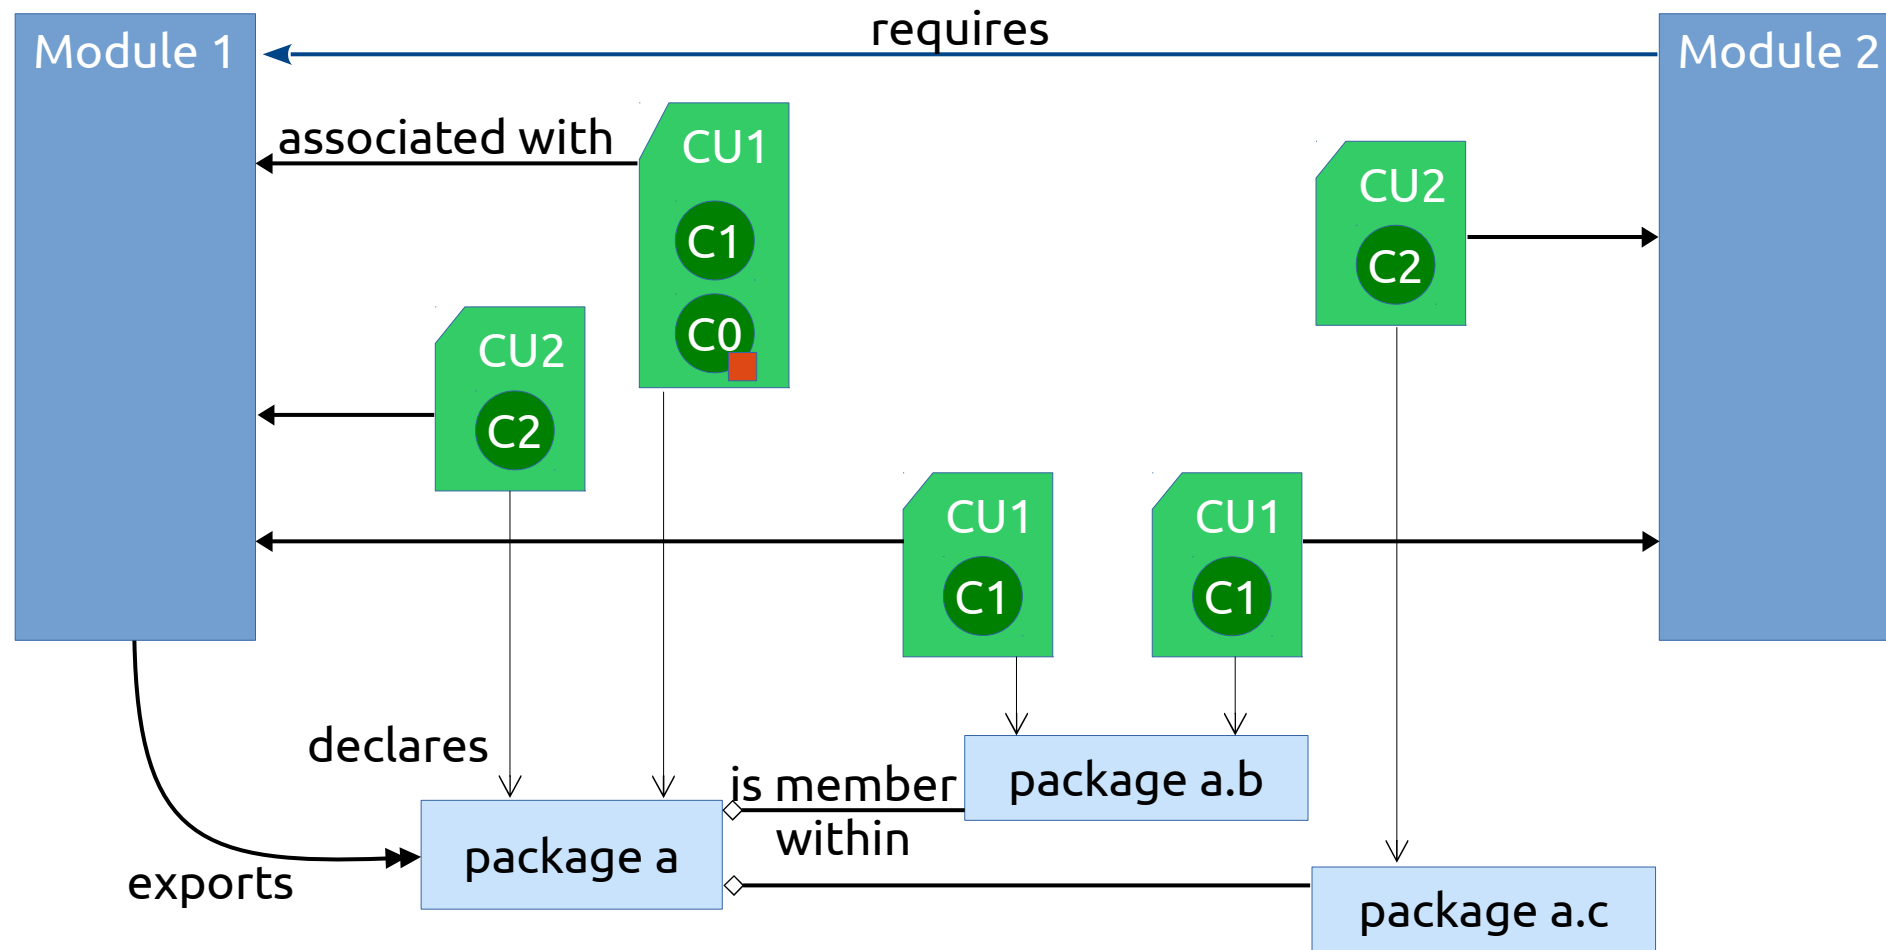 requires
Module 1
Module 2
associated with
CU1
C1
C0
CU2
C2
CU2
C2
CU1
C1
CU1
C1
declares
is member
within
package a.b
package a
exports
package a.c